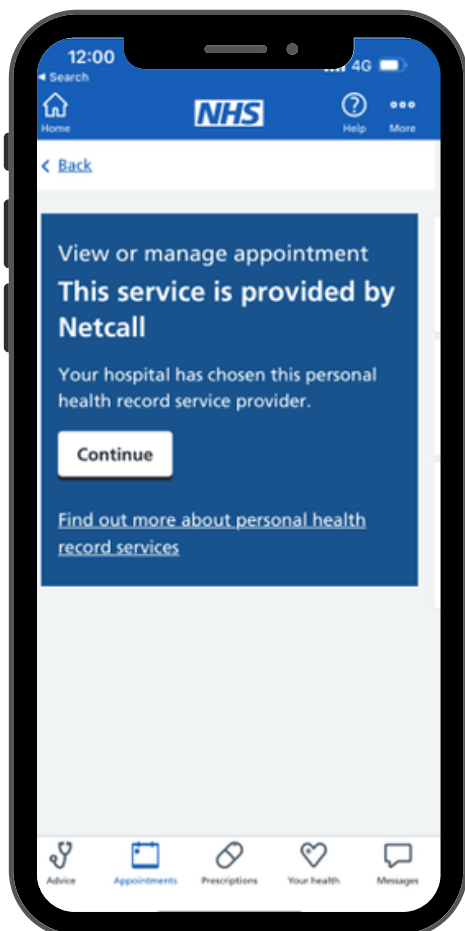 12:00
4G
Search
NHS
Home
Help
More
Back
View or manage appointment
This service is provided by
Netcall
Your hospital has chosen this personal
health record service provider.
Continue
Find out more about personal health
record services
Advice
Appointments
Prescriptions
Your health
Messages